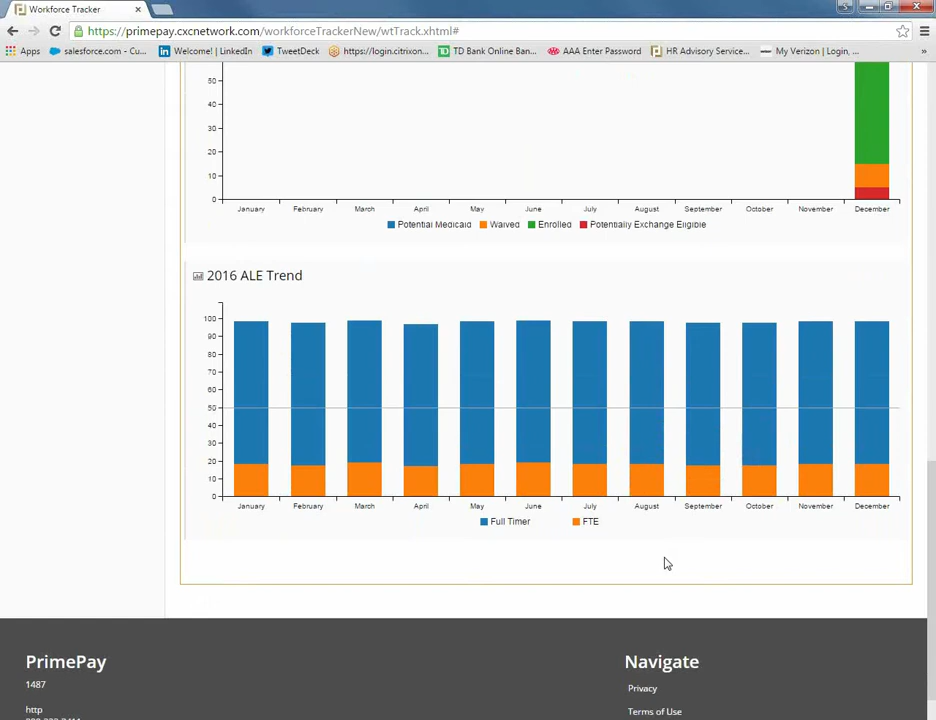 Workforce Tracker
https://primepay.cxcnetwork.com/workforceTrackerNew/wtTrack.xhtml#
Apps salesforce.com - Cu... Welcome! | LinkedIn TweetDeck https://login.citrixon... TD Bank Online Ban... AAA Enter Password HR Advisory Service... My Verizon | Login, ... »
50
40
30
20
10
0
January February March April May June July August September October November December
Potential Medicaid Waived Enrolled Potentially Exchange Eligible
2016 ALE Trend
100
90
80
70
60
50
40
30
20
10
0
January February March April May June July August September October November December
Full Timer FTE
PrimePay Navigate
1487 Privacy
http Terms of Use